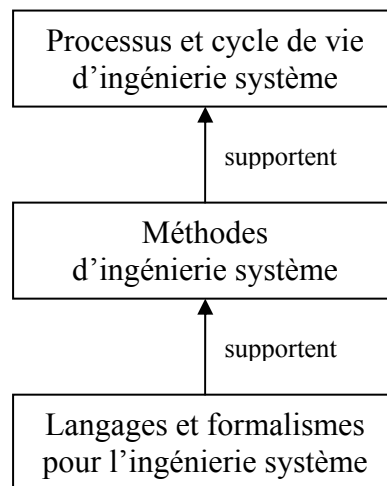 Processus et cycle de vie
d’ingénierie système
supportent
Méthodes
d’ingénierie système
supportent
Langages et formalismes
pour l’ingénierie système